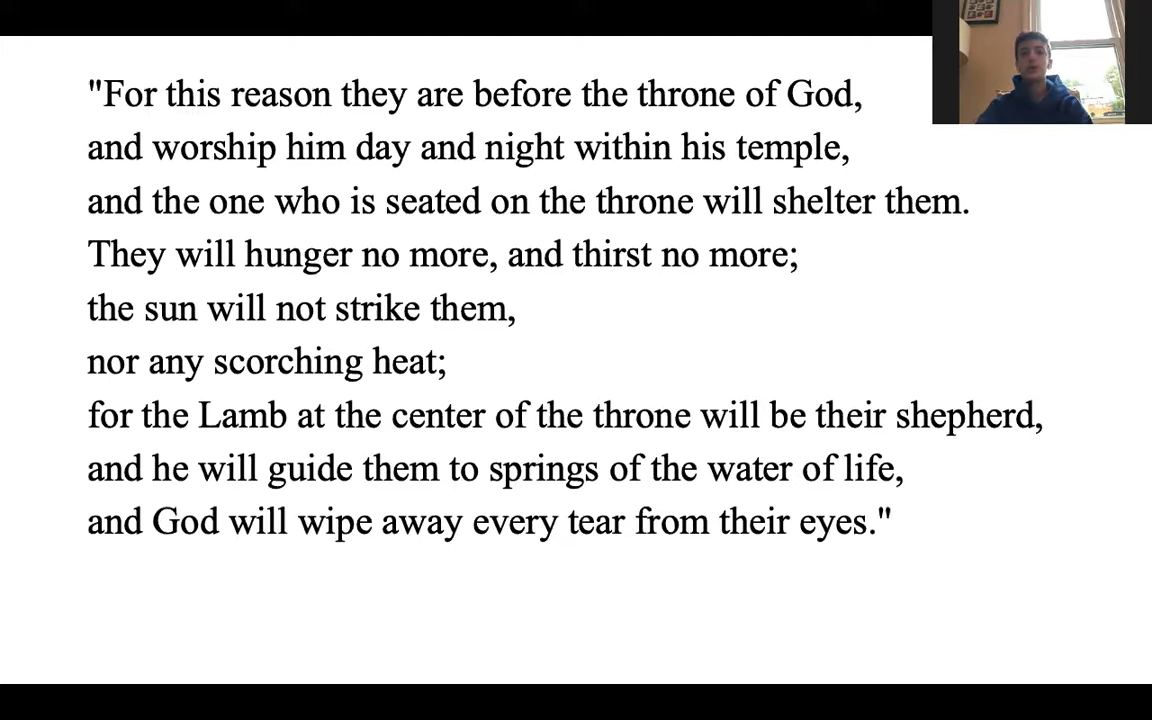 "For this reason they are before the throne of God,
and worship him day and night within his temple,
and the one who is seated on the throne will shelter them.
They will hunger no more, and thirst no more;
the sun will not strike them,
nor any scorching heat;
for the Lamb at the center of the throne will be their shepherd,
and he will guide them to springs of the water of life,
and God will wipe away every tear from their eyes."